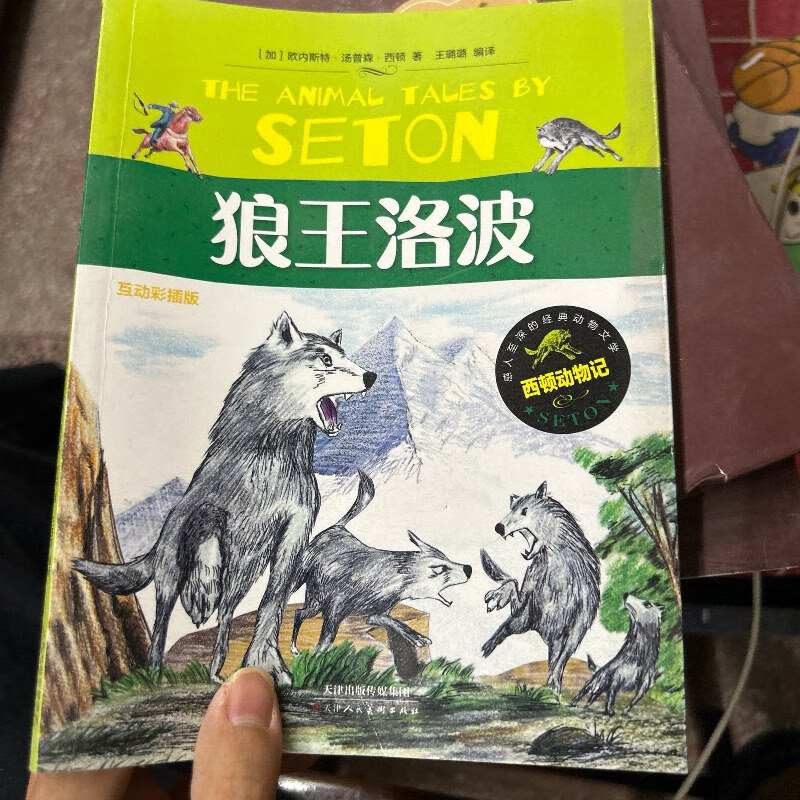 [加] 欧内斯特·汤普森·西顿 著 王璐璐 编译
THE ANIMAL TALES BY
SETON
狼王洛波
互动彩插版
感人至深的经典动物文学
西顿动物记
SETON
天津出版传媒集团
天津人民美术出版社